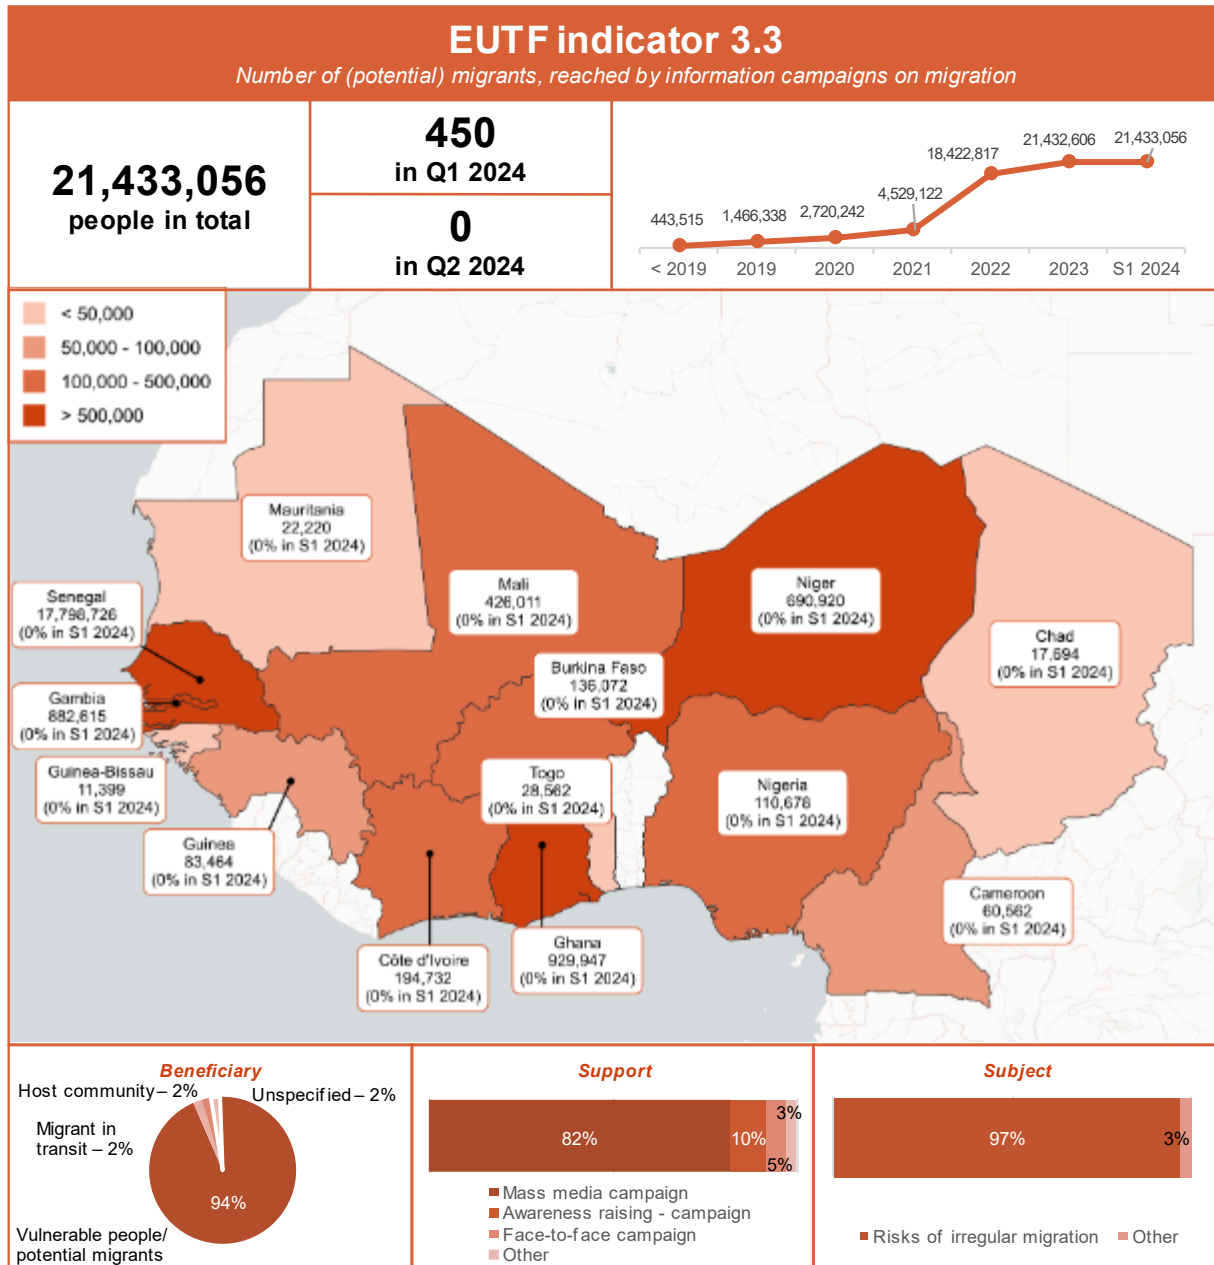 EUTF indicator 3.3
Number of (potential) migrants, reached by information campaigns on migration
21,433,056
people in total
450
in Q1 2024
0
in Q2 2024
443,515
1,466,338
2,720,242
4,529,122
18,422,817
21,432,606
21,433,056
< 2019
2019
2020
2021
2022
2023
S1 2024
< 50,000
50,000 - 100,000
100,000 - 500,000
> 500,000
Mauritania
22,220
(0% in S1 2024)
Mali
426,011
(0% in S1 2024)
Niger
690,920
(0% in S1 2024)
Senegal
17,798,726
(0% in S1 2024)
Chad
17,594
(0% in S1 2024)
Burkina Faso
136,072
(0% in S1 2024)
Gambia
882,615
(0% in S1 2024)
Guinea-Bissau
11,399
(0% in S1 2024)
Togo
28,562
(0% in S1 2024)
Nigeria
110,678
(0% in S1 2024)
Guinea
83,464
(0% in S1 2024)
Cameroon
60,562
(0% in S1 2024)
Côte d'Ivoire
194,732
(0% in S1 2024)
Ghana
929,947
(0% in S1 2024)
Beneficiary
Host community – 2%
Unspecified – 2%
Migrant in
transit – 2%
94%
Vulnerable people/
potential migrants
Support
82%
10%
5%
3%
Mass media campaign
Awareness raising - campaign
Face-to-face campaign
Other
Subject
97%
3%
Risks of irregular migration
Other